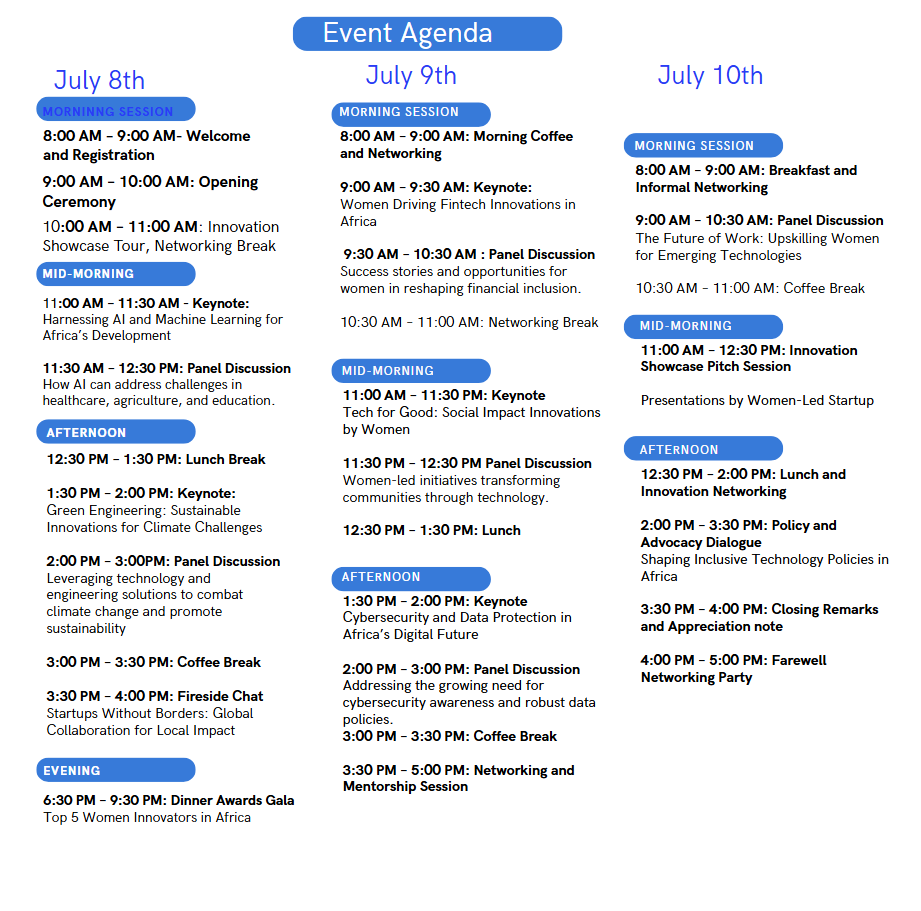 Event Agenda
July 8th
MORNINNG SESSION
8:00 AM – 9:00 AM- Welcome
and Registration
9:00 AM – 10:00 AM: Opening
Ceremony
10:00 AM – 11:00 AM: Innovation
Showcase Tour, Networking Break
MID-MORNING
11:00 AM – 11:30 AM - Keynote:
Harnessing AI and Machine Learning for
Africa's Development
11:30 AM – 12:30 PM: Panel Discussion
How AI can address challenges in
healthcare, agriculture, and education.
AFTERNOON
12:30 PM – 1:30 PM: Lunch Break
1:30 PM – 2:00 PM: Keynote:
Green Engineering: Sustainable
Innovations for Climate Challenges
2:00 PM – 3:00PM: Panel Discussion
Leveraging technology and
engineering solutions to combat
climate change and promote
sustainability
3:00 PM – 3:30 PM: Coffee Break
3:30 PM – 4:00 PM: Fireside Chat
Startups Without Borders: Global
Collaboration for Local Impact
EVENING
6:30 PM – 9:30 PM: Dinner Awards Gala
Top 5 Women Innovators in Africa
July 9th
MORNING SESSION
8:00 AM – 9:00 AM: Morning Coffee
and Networking
9:00 AM – 9:30 AM: Keynote:
Women Driving Fintech Innovations in
Africa
9:30 AM – 10:30 AM : Panel Discussion
Success stories and opportunities for
women in reshaping financial inclusion.
10:30 AM – 11:00 AM: Networking Break
MID-MORNING
11:00 AM – 11:30 PM: Keynote
Tech for Good: Social Impact Innovations
by Women
11:30 PM – 12:30 PM Panel Discussion
Women-led initiatives transforming
communities through technology.
12:30 PM – 1:30 PM: Lunch
AFTERNOON
1:30 PM – 2:00 PM: Keynote
Cybersecurity and Data Protection in
Africa's Digital Future
2:00 PM – 3:00 PM: Panel Discussion
Addressing the growing need for
cybersecurity awareness and robust data
policies.
3:00 PM – 3:30 PM: Coffee Break
3:30 PM – 5:00 PM: Networking and
Mentorship Session
July 10th
MORNING SESSION
8:00 AM – 9:00 AM: Breakfast and
Informal Networking
9:00 AM – 10:30 AM: Panel Discussion
The Future of Work: Upskilling Women
for Emerging Technologies
10:30 AM – 11:00 AM: Coffee Break
MID-MORNING
11:00 AM – 12:30 PM: Innovation
Showcase Pitch Session
Presentations by Women-Led Startup
AFTERNOON
12:30 PM – 2:00 PM: Lunch and
Innovation Networking
2:00 PM – 3:30 PM: Policy and
Advocacy Dialogue
Shaping Inclusive Technology Policies in
Africa
3:30 PM – 4:00 PM: Closing Remarks
and Appreciation note
4:00 PM – 5:00 PM: Farewell
Networking Party